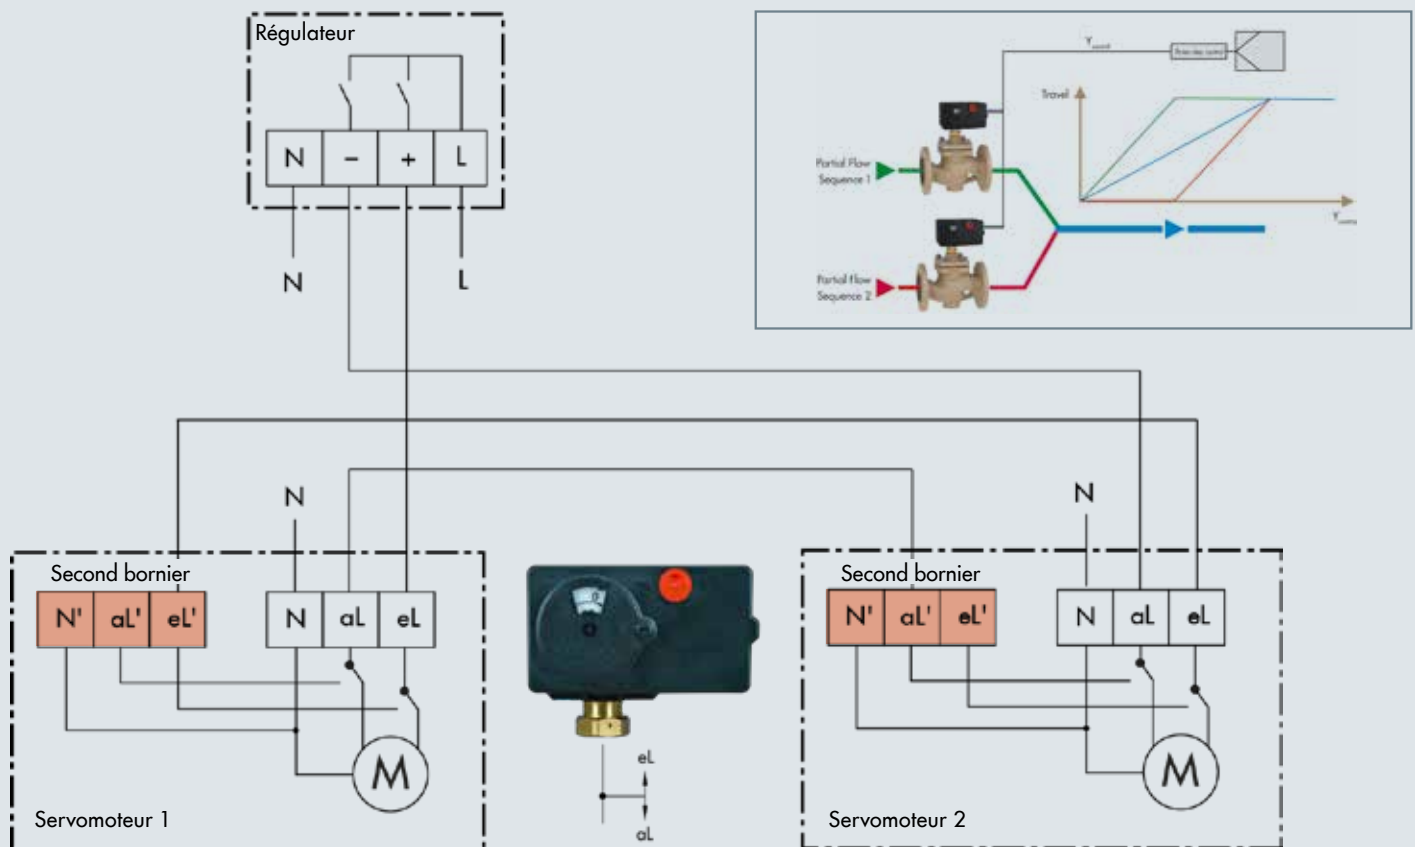 Régulateur
N - + L
N
L
Travel
Partial Flow
Sequence 1
Partial Flow
Sequence 2
N
N
Second bornier
N' aL' eL'
N aL eL
M
Servomoteur 1
eL
aL
Second bornier
N' aL' eL'
N aL eL
M
Servomoteur 2